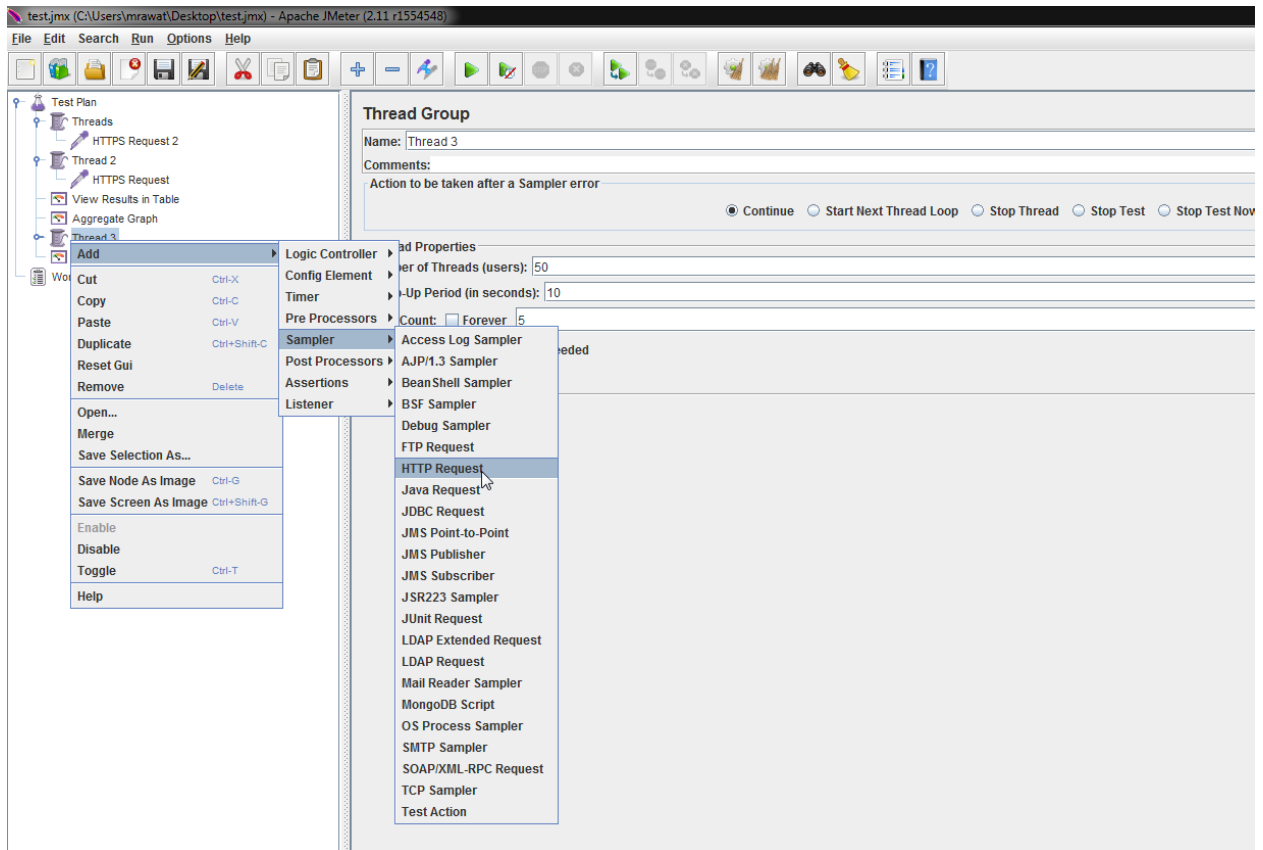 test.jmx (C:\Users\mrawat\Desktop\test.jmx) - Apache JMeter (2.11 r1554548)
File Edit Search Run Options Help
Test Plan
Threads
HTTPS Request 2
Thread 2
HTTPS Request
View Results in Table
Aggregate Graph
Thread 3
Wor
Thread Group
Name: Thread 3
Comments:
Action to be taken after a Sampler error
Continue Start Next Thread Loop Stop Thread Stop Test Stop Test Now
ad Properties
er of Threads (users): 50
-Up Period (in seconds): 10
Count: Forever 5
eeded
Add
Cut Ctrl-X
Copy Ctrl-C
Paste Ctrl-V
Duplicate Ctrl+Shift-C
Reset Gui
Remove Delete
Open...
Merge
Save Selection As...
Save Node As Image Ctrl-G
Save Screen As Image Ctrl+Shift-G
Enable
Disable
Toggle Ctrl-T
Help
Logic Controller
Config Element
Timer
Pre Processors
Sampler
Post Processors
Assertions
Listener
Access Log Sampler
AJP/1.3 Sampler
BeanShell Sampler
BSF Sampler
Debug Sampler
FTP Request
HTTP Request
Java Request
JDBC Request
JMS Point-to-Point
JMS Publisher
JMS Subscriber
JSR223 Sampler
JUnit Request
LDAP Extended Request
LDAP Request
Mail Reader Sampler
MongoDB Script
OS Process Sampler
SMTP Sampler
SOAP/XML-RPC Request
TCP Sampler
Test Action